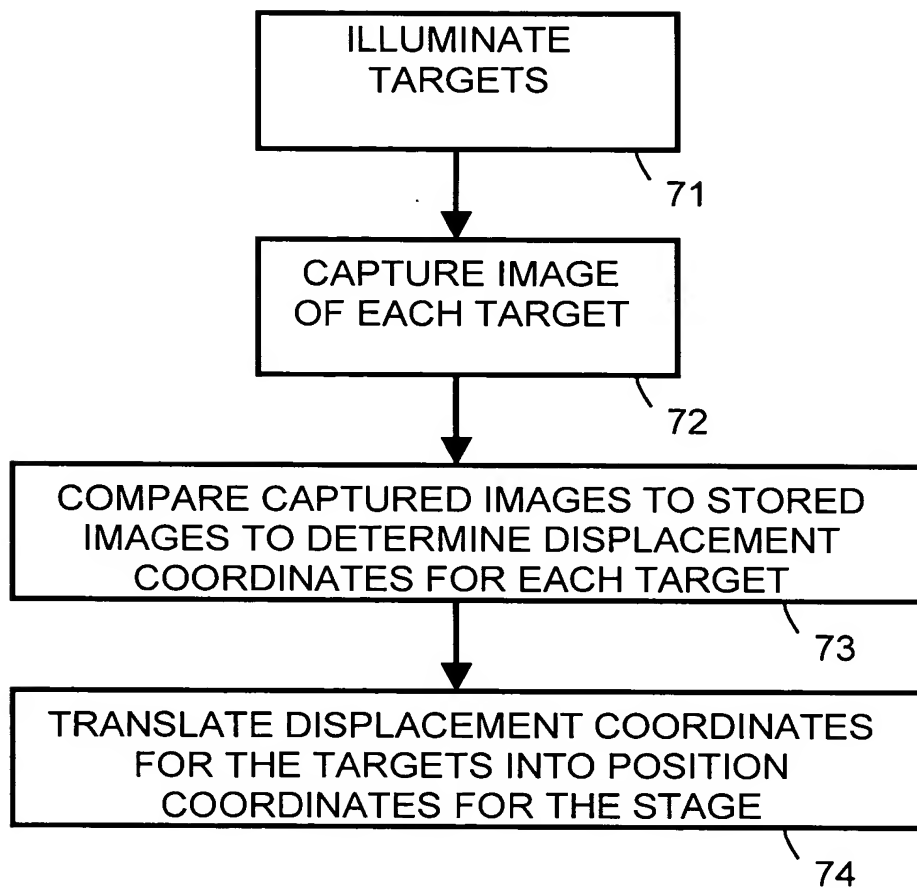 ILLUMINATE
TARGETS
71
CAPTURE IMAGE
OF EACH TARGET
72
COMPARE CAPTURED IMAGES TO STORED
IMAGES TO DETERMINE DISPLACEMENT
COORDINATES FOR EACH TARGET
73
TRANSLATE DISPLACEMENT COORDINATES
FOR THE TARGETS INTO POSITION
COORDINATES FOR THE STAGE
74